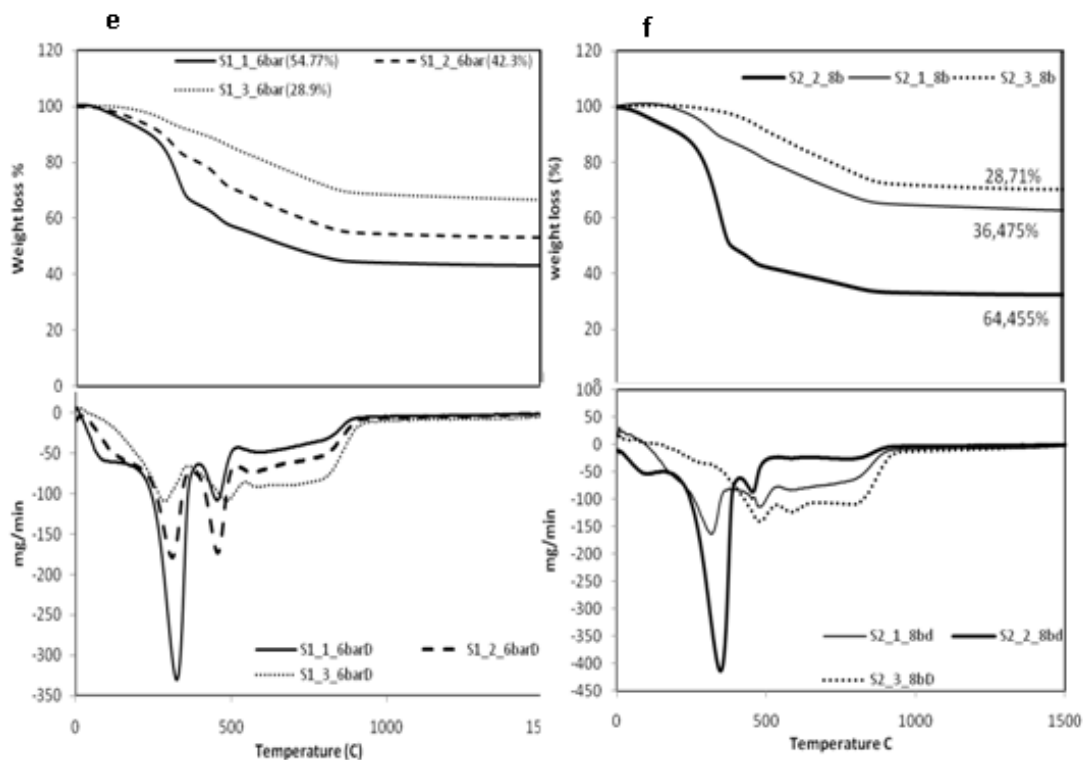 e
120
100
80
60
40
20
0
Weight loss %
S1_1_6bar(54.77%)
S1_2_6bar(42.3%)
S1_3_6bar(28.9%)
0
-50
-100
-150
-200
-250
-300
-350
mg/min
S1_1_6barD
S1_2_6barD
S1_3_6barD
0
500
1000
15
Temperature (C)
f
120
100
80
60
40
20
weight loss (%)
S2_2_8b
S2_1_8b
S2_3_8b
28,71%
36,475%
64,455%
100
50
0
-50
-100
-150
-200
-250
-300
-350
-400
-450
mg/min
S2_1_8bd
S2_2_8bd
S2_3_8bD
0
500
1000
1500
Temperature C